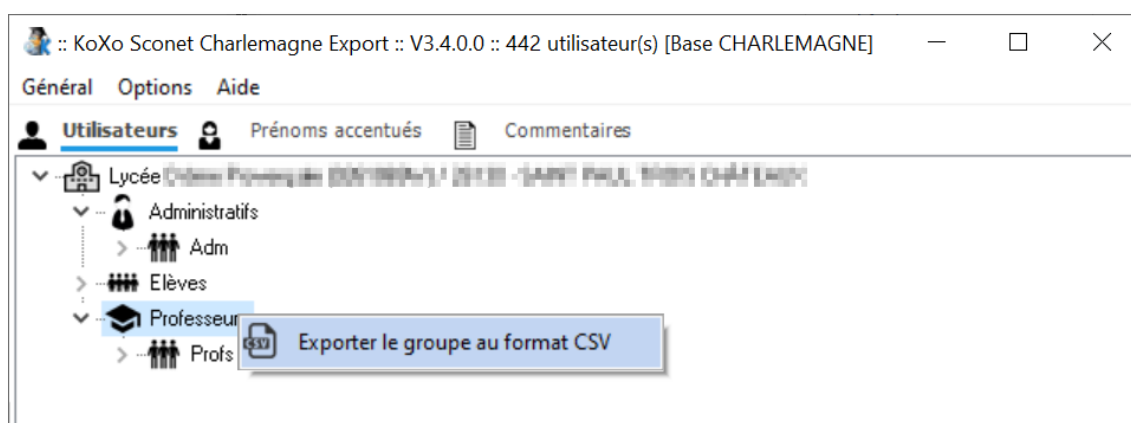 :: KoXo Sconet Charlemagne Export :: V3.4.0.0 :: 442 utilisateur(s) [Base CHARLEMAGNE]
Général Options Aide
Utilisateurs Prénoms accentués Commentaires
Lycée
Administratifs
Adm
Elèves
Professeur
CSV Exporter le groupe au format CSV
Profs